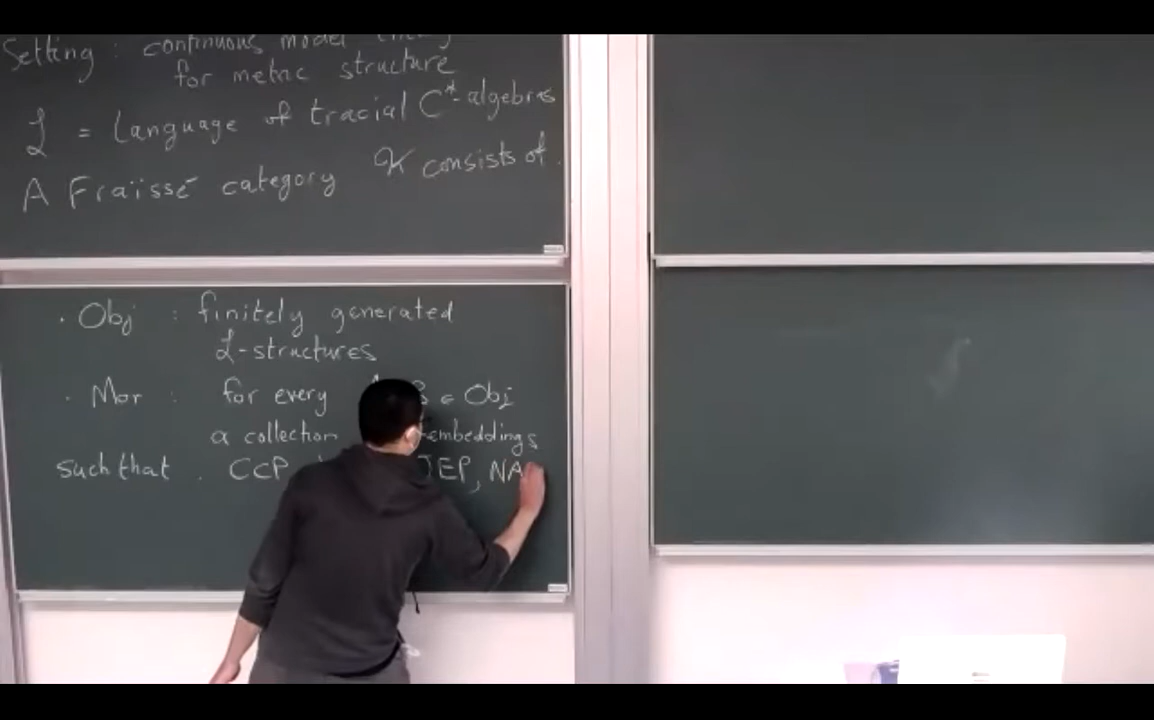 Setting : continuous model
for metric structure
ℒ = Language of tracial C*-algebras
A Fraïssé category 𝒦 consists of
. Obj : finitely generated
ℒ-structures
. Mor : for every ∈ Obj
a collection embeddings
such that . CCP JEP, NA